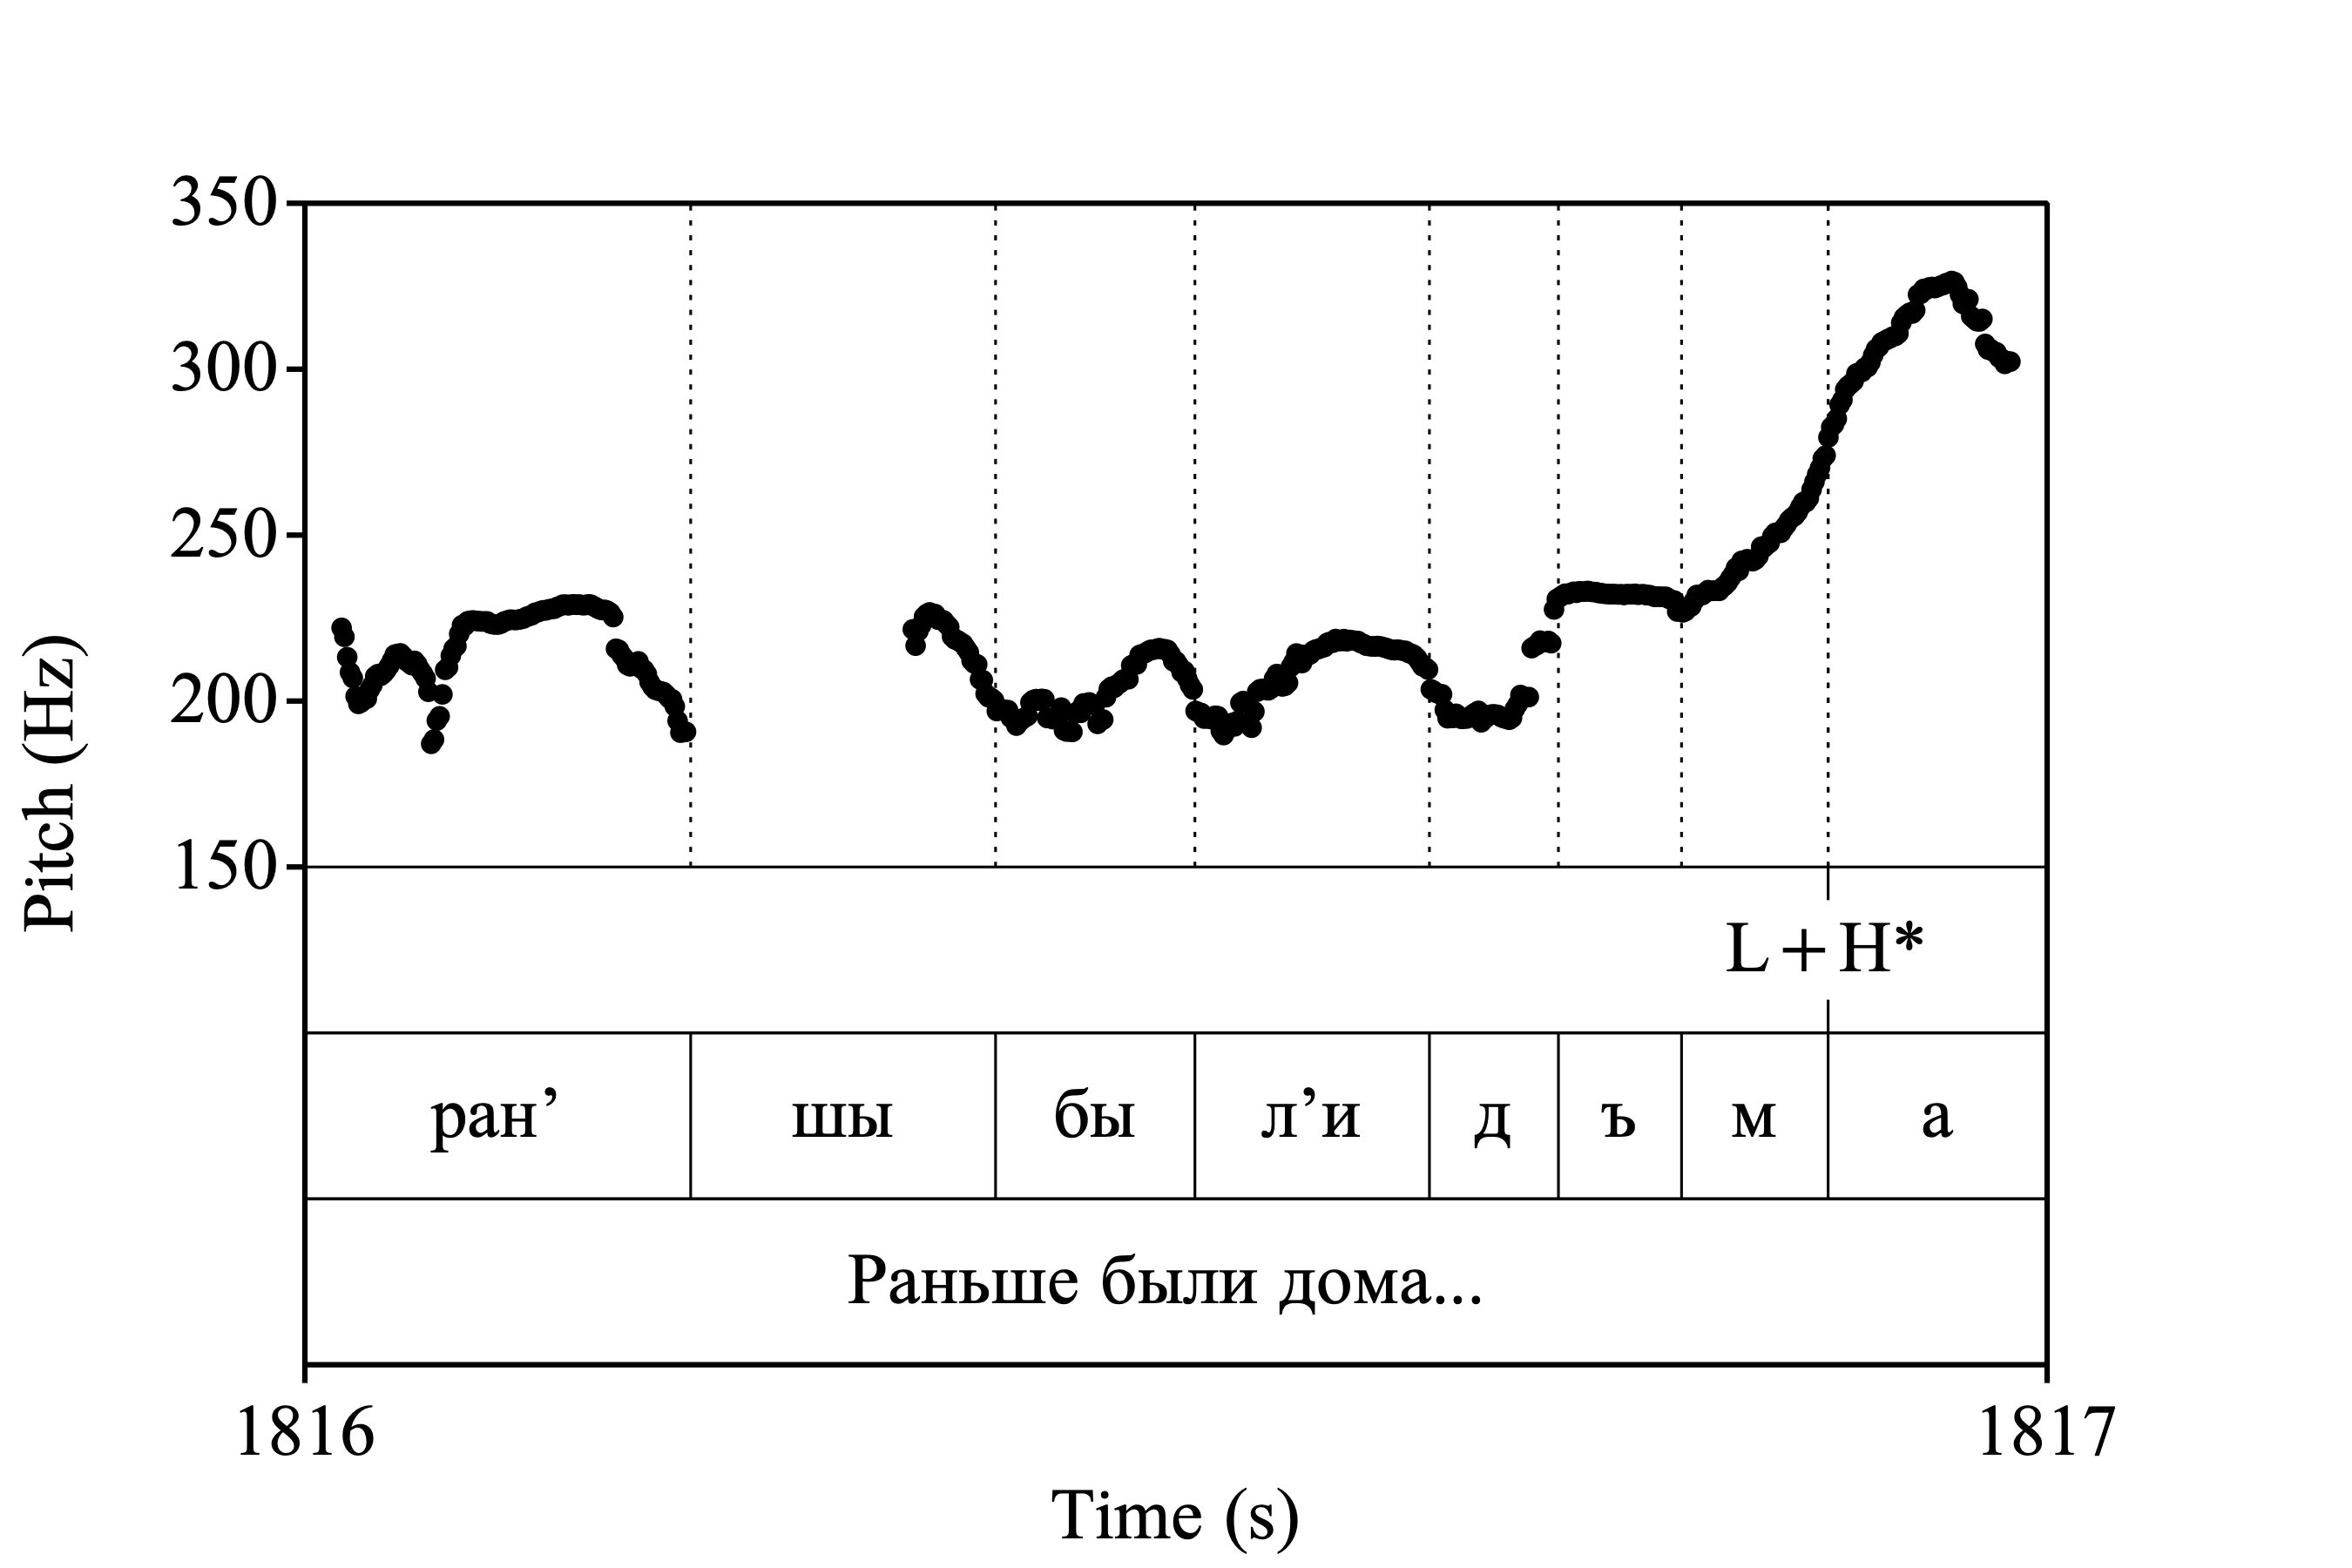 350
300
250
200
150
Pitch (Hz)
L+H*
ран’ шы бы л’и д ъ м а
Раньше были дома...
1816 1817
Time (s)